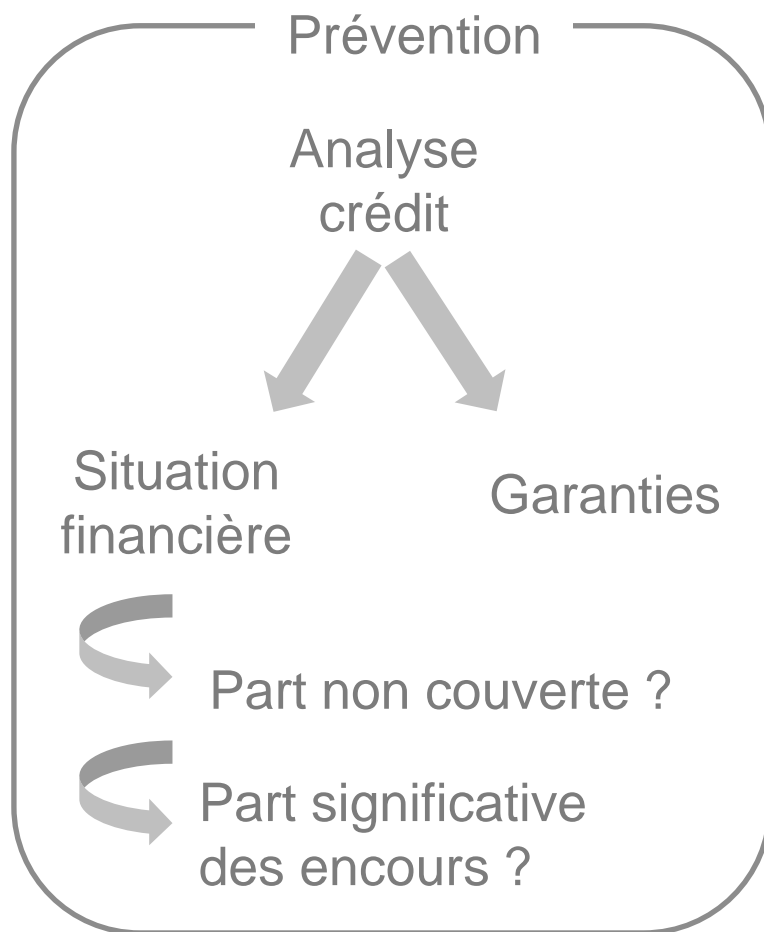 Prévention
Analyse
crédit
Situation
financière
Garanties
Part non couverte ?
Part significative
des encours ?